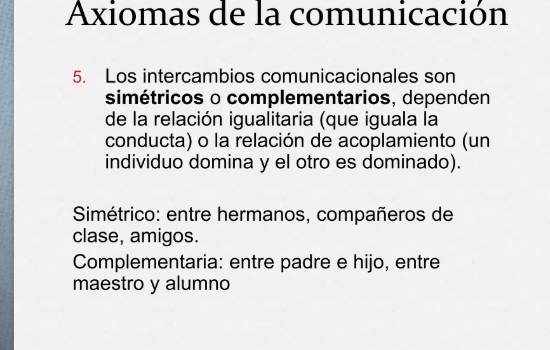 Axiomas de la comunicación
5. Los intercambios comunicacionales son
simétricos o complementarios, dependen
de la relación igualitaria (que iguala la
conducta) o la relación de acoplamiento (un
individuo domina y el otro es dominado).
Simétrico: entre hermanos, compañeros de
clase, amigos.
Complementaria: entre padre e hijo, entre
maestro y alumno